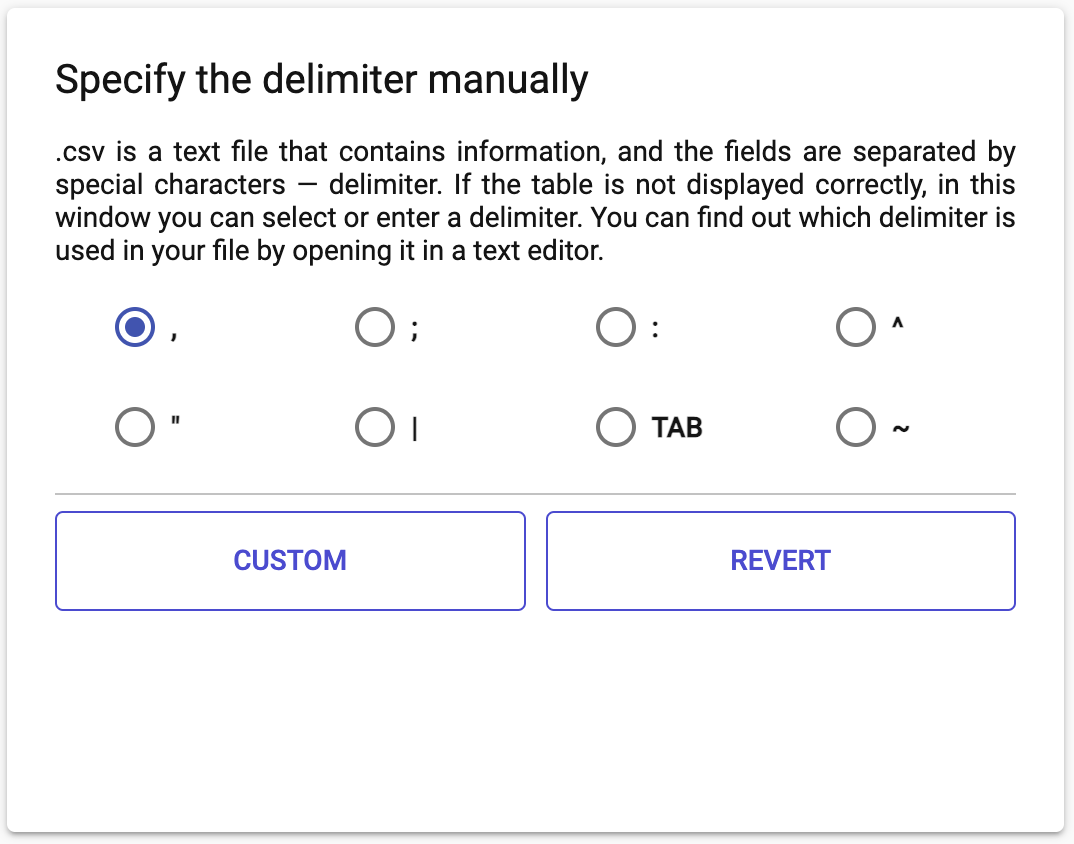 Specify the delimiter manually
.csv is a text file that contains information, and the fields are separated by
special characters — delimiter. If the table is not displayed correctly, in this
window you can select or enter a delimiter. You can find out which delimiter is
used in your file by opening it in a text editor.
, ; : ^
" | TAB ~
CUSTOM REVERT